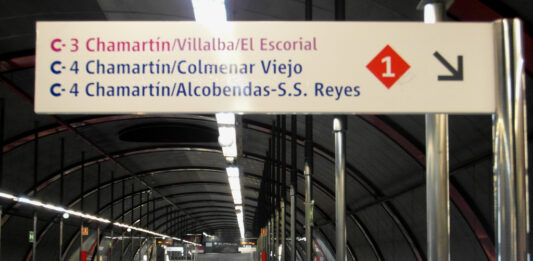 C-3 Chamartín/Villalba/El Escorial
C-4 Chamartín/Colmenar Viejo
C-4 Chamartín/Alcobendas-S.S. Reyes
1